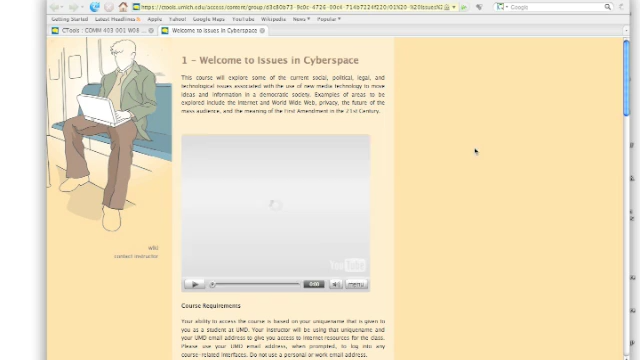 Getting Started
Latest Headlines
Apple
Yahoo!
Google Maps
YouTube
Wikipedia
News
Popular
Google
CTools : COMM 403 001 W08
Welcome to Issues in Cyberspace
1 – Welcome to Issues in Cyberspace
This course will explore some of the current social, political, legal, and
technological issues associated with the use of new media technology to move
ideas and information in a democratic society. Examples of areas to be
explored include the Internet and World Wide Web, privacy, the future of the
mass audience, and the meaning of the First Amendment in the 21st Century.
YouTube
0:00
menu
wiki
contact instructor
Course Requirements
Your ability to access the course is based on your uniquename that is given to
you as a student at UMD. Your instructor will be using that uniquename and
your UMD email address to give you access to Internet resources for the class.
Please use your UMD email address, when prompted, to log into any
course-related interfaces. Do not use a personal or work email address.